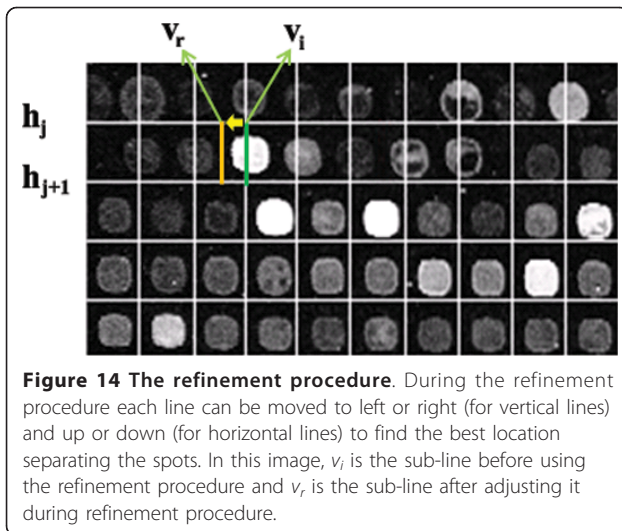 v_r v_i
h_j
h_{j+1}
Figure 14 The refinement procedure. During the refinement
procedure each line can be moved to left or right (for vertical lines)
and up or down (for horizontal lines) to find the best location
separating the spots. In this image, v_i is the sub-line before using
the refinement procedure and v_r is the sub-line after adjusting it
during refinement procedure.